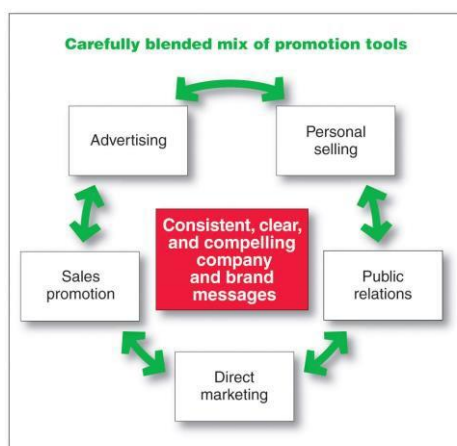 Carefully blended mix of promotion tools
Advertising
Personal
selling
Consistent, clear,
and compelling
company
and brand
messages
Sales
promotion
Public
relations
Direct
marketing